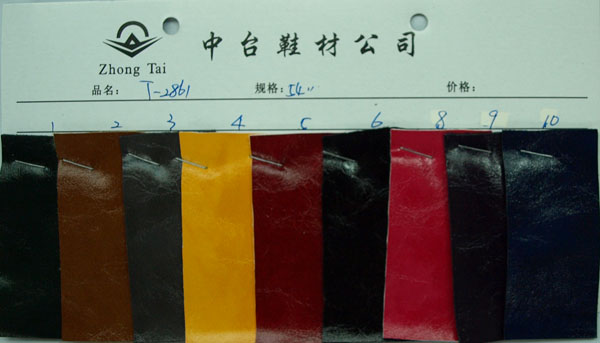 中台鞋材公司
Zhong Tai
品名: T-2861 规格: 54" 价格:
1 2 3 4 5 6 8 9 10